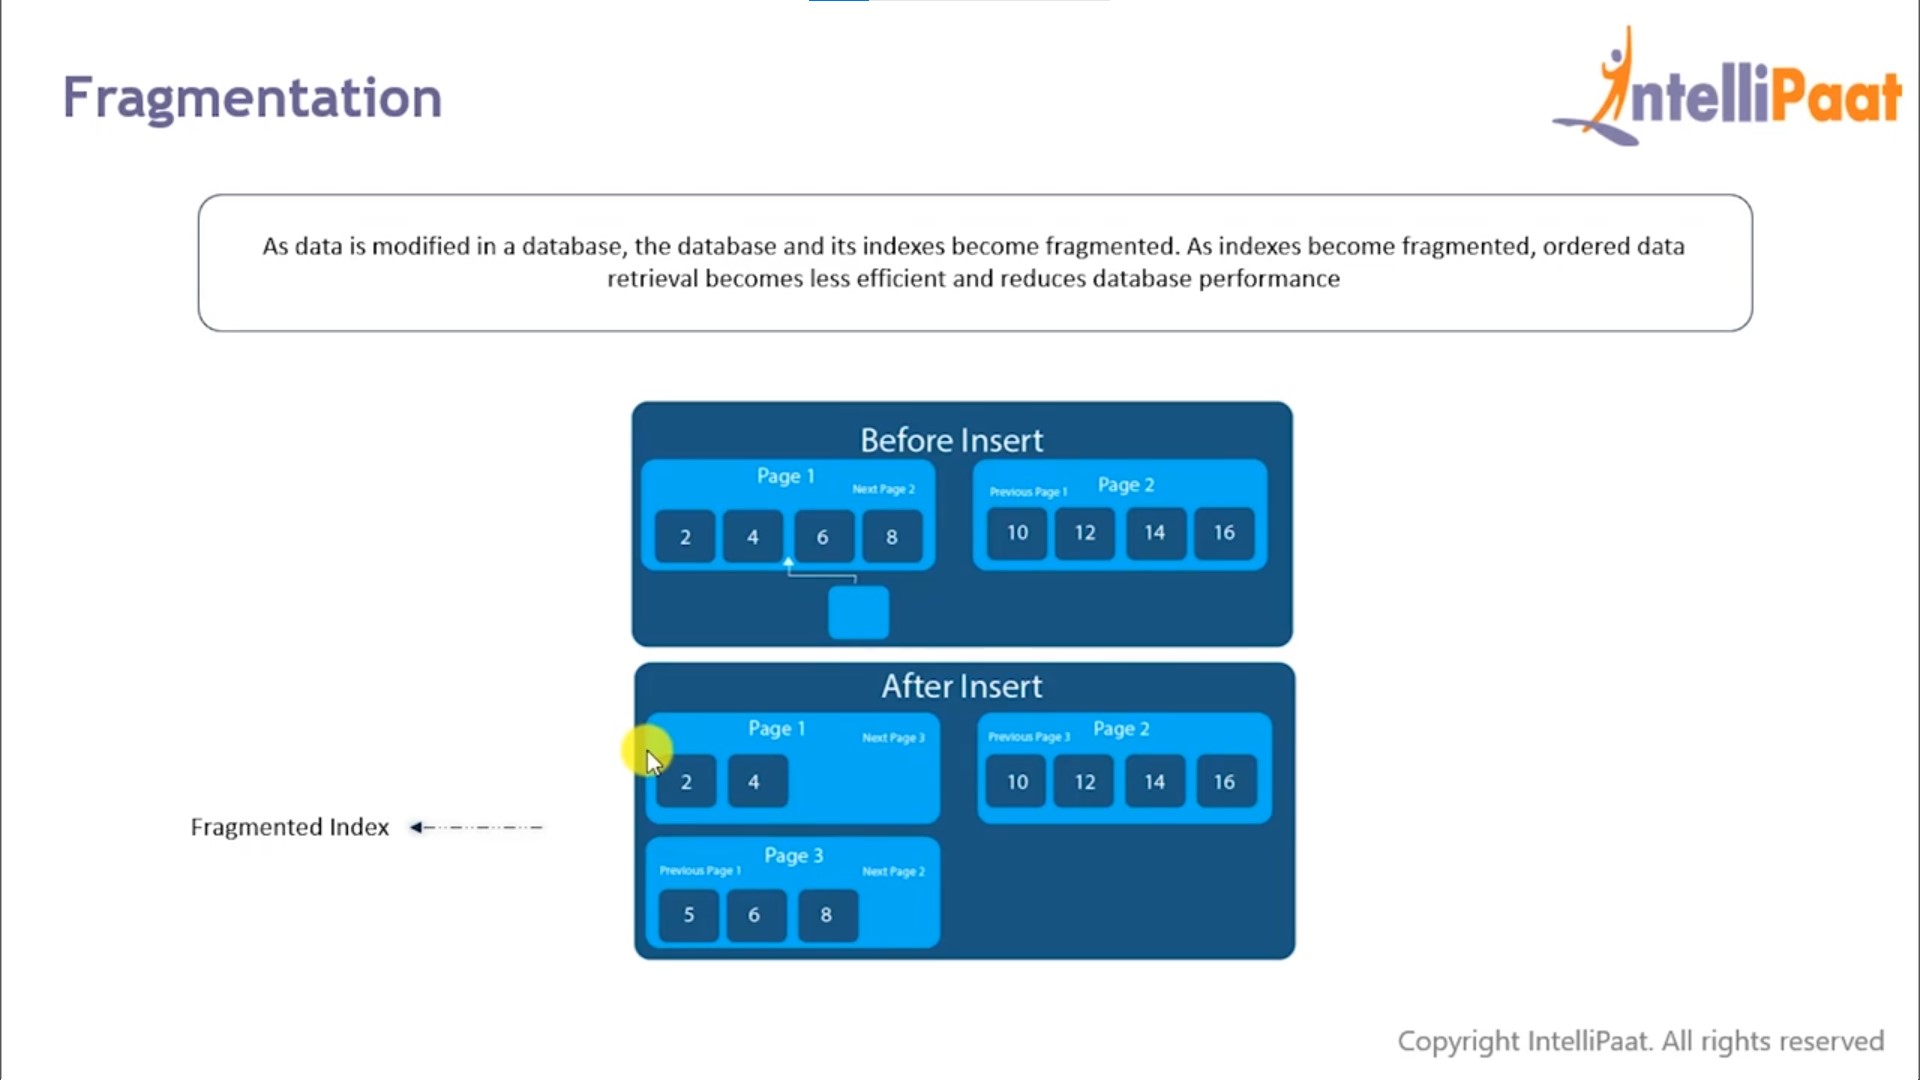 Fragmentation
IntelliPaat
As data is modified in a database, the database and its indexes become fragmented. As indexes become fragmented, ordered data
retrieval becomes less efficient and reduces database performance
Before Insert
Page 1
Next Page 2
2 4 6 8
Previous Page 1
Page 2
10 12 14 16
After Insert
Page 1
Next Page 3
2 4
Previous Page 3
Page 2
10 12 14 16
Fragmented Index
Page 3
Previous Page 1
Next Page 2
5 6 8
Copyright IntelliPaat. All rights reserved